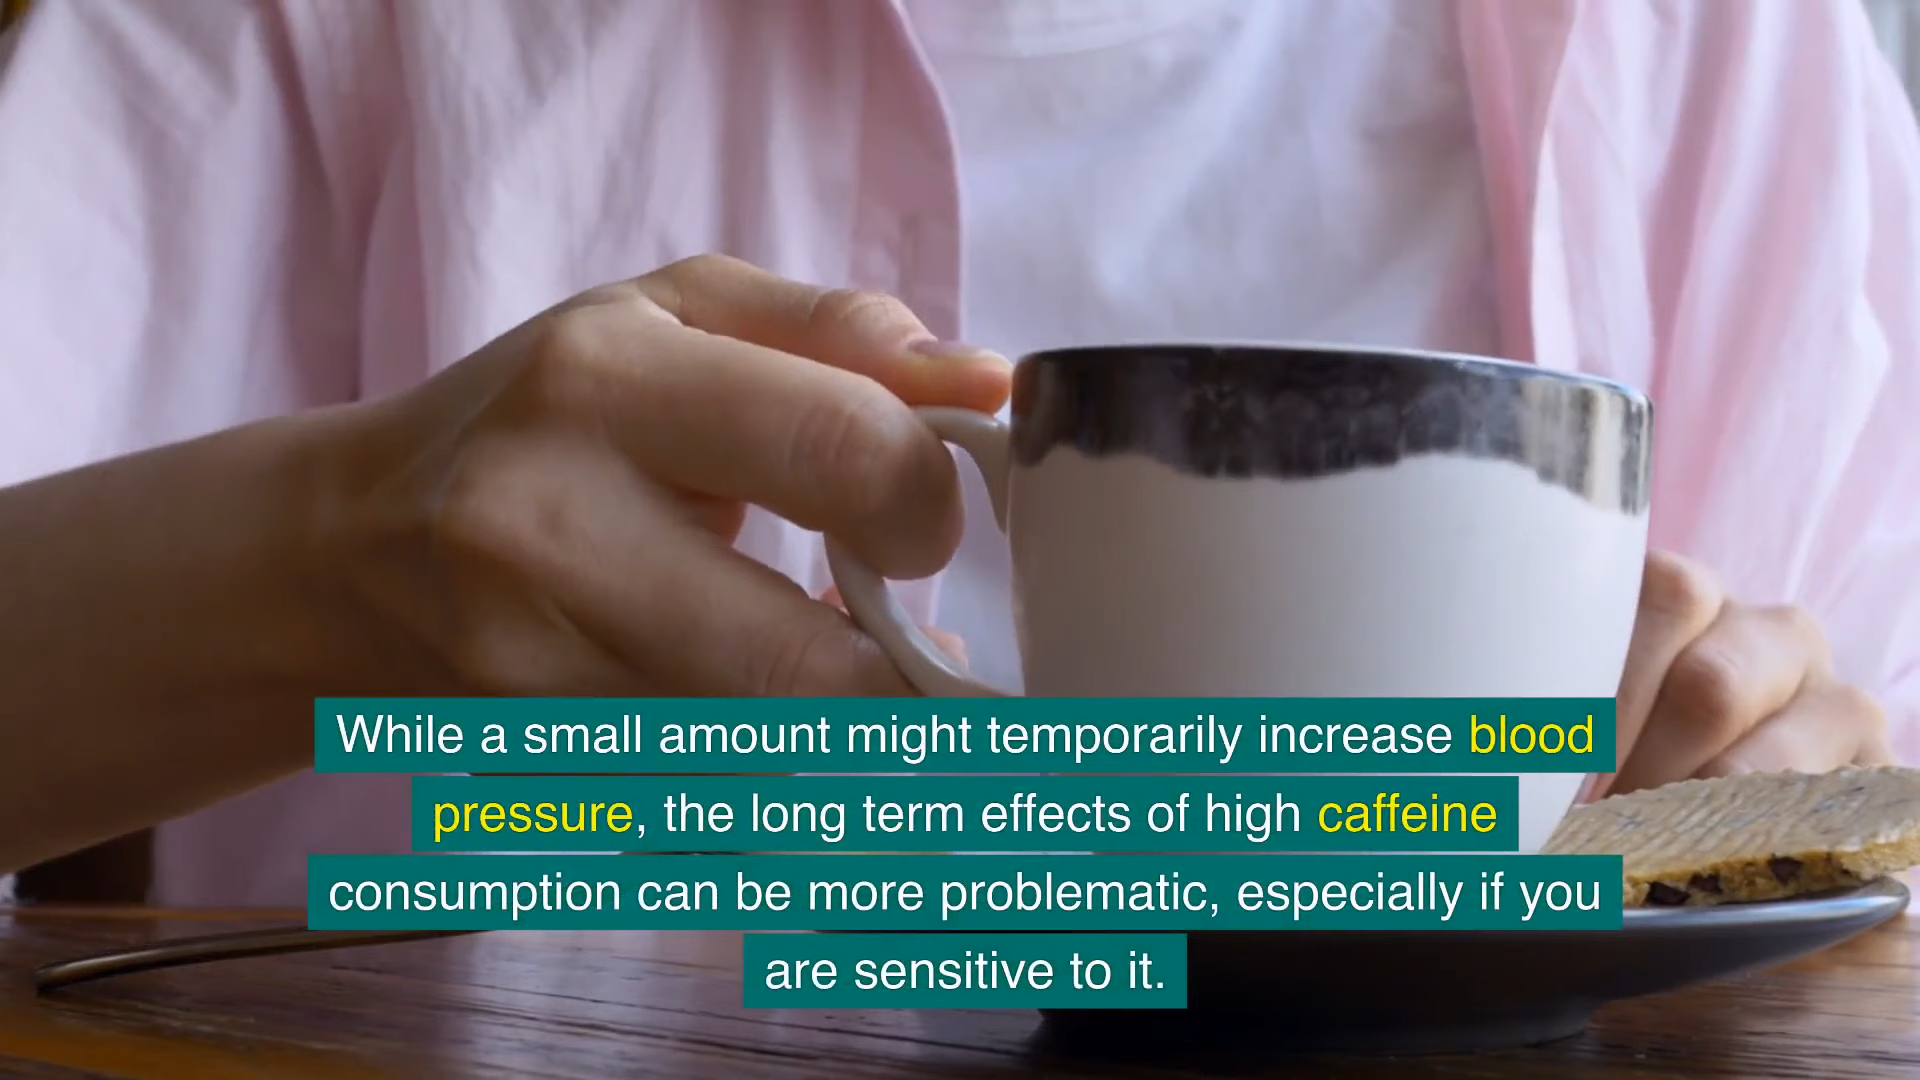 While a small amount might temporarily increase blood
pressure, the long term effects of high caffeine
consumption can be more problematic, especially if you
are sensitive to it.